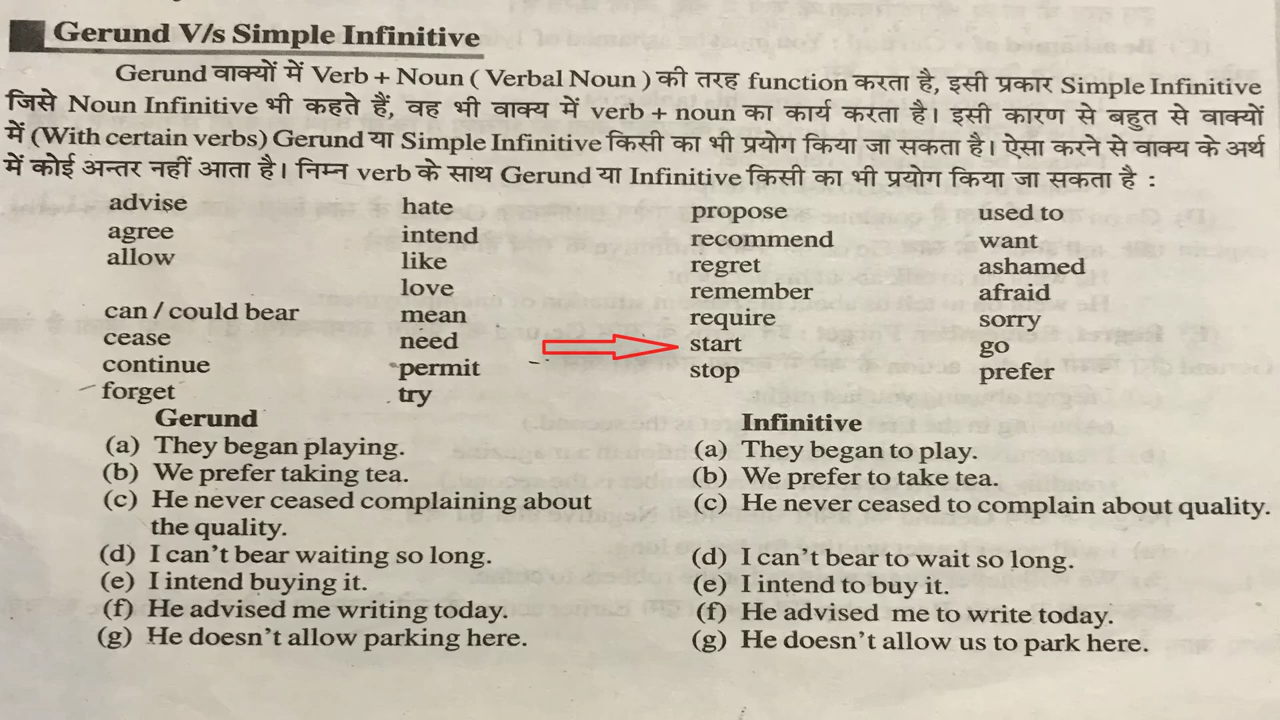 Gerund V/s Simple Infinitive
Gerund वाक्यों में Verb + Noun ( Verbal Noun ) की तरह function करता है, इसी प्रकार Simple Infinitive
जिसे Noun Infinitive भी कहते हैं, वह भी वाक्य में verb + noun का कार्य करता है। इसी कारण से बहुत से वाक्यों
में (With certain verbs) Gerund या Simple Infinitive किसी का भी प्रयोग किया जा सकता है। ऐसा करने से वाक्य के अर्थ
में कोई अन्तर नहीं आता है। निम्न verb के साथ Gerund या Infinitive किसी का भी प्रयोग किया जा सकता है :
advise hate propose used to
agree intend recommend want
allow like regret ashamed
love remember afraid
can / could bear mean require sorry
cease need start go
continue permit stop prefer
forget try
Gerund Infinitive
(a) They began playing. (a) They began to play.
(b) We prefer taking tea. (b) We prefer to take tea.
(c) He never ceased complaining about (c) He never ceased to complain about quality.
the quality.
(d) I can't bear waiting so long. (d) I can't bear to wait so long.
(e) I intend buying it. (e) I intend to buy it.
(f) He advised me writing today. (f) He advised me to write today.
(g) He doesn't allow parking here. (g) He doesn't allow us to park here.